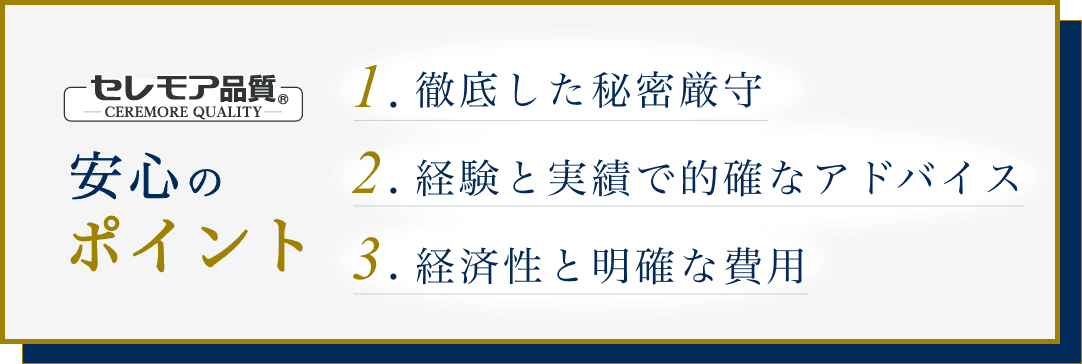 セレモア品質®
CEREMORE QUALITY
安心の
ポイント
1. 徹底した秘密厳守
2. 経験と実績で的確なアドバイス
3. 経済性と明確な費用